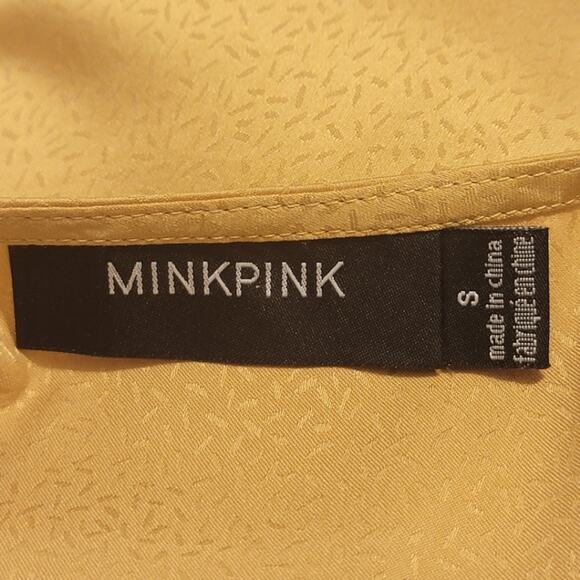 MINKPINK
S
made in china
fabriqué en chine